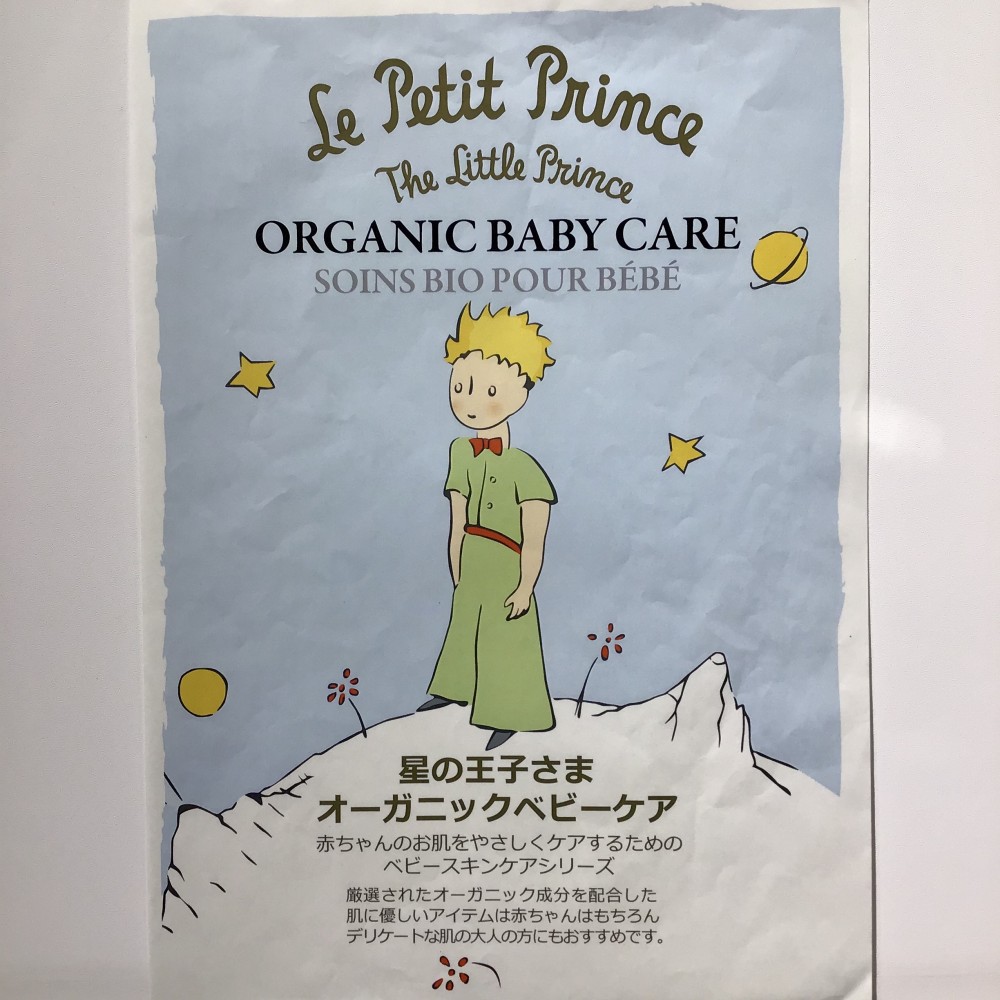 Le Petit Prince
The Little Prince
ORGANIC BABY CARE
SOINS BIO POUR BÉBÉ
星の王子さま
オーガニックベビーケア
赤ちゃんのお肌をやさしくケアするための
ベビースキンケアシリーズ
厳選されたオーガニック成分を配合した
肌に優しいアイテムは赤ちゃんはもちろん
デリケートな肌の大人の方にもおすすめです。